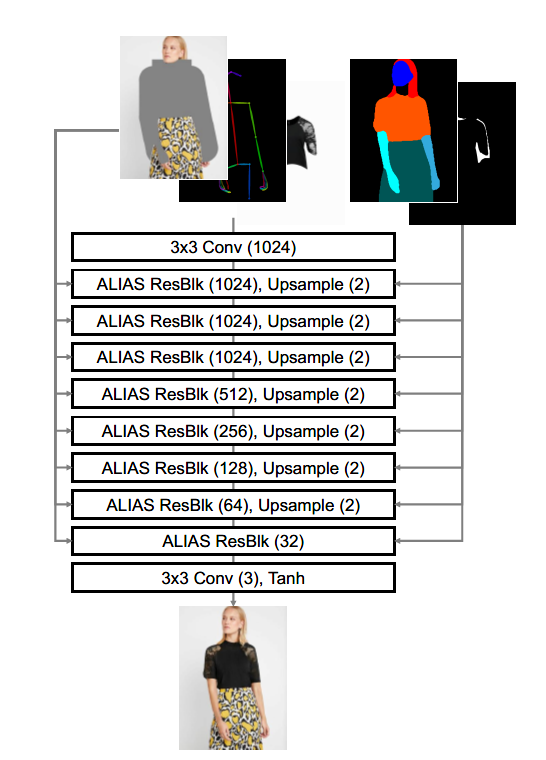 3x3 Conv (1024)
ALIAS ResBlk (1024), Upsample (2)
ALIAS ResBlk (1024), Upsample (2)
ALIAS ResBlk (1024), Upsample (2)
ALIAS ResBlk (512), Upsample (2)
ALIAS ResBlk (256), Upsample (2)
ALIAS ResBlk (128), Upsample (2)
ALIAS ResBlk (64), Upsample (2)
ALIAS ResBlk (32)
3x3 Conv (3), Tanh